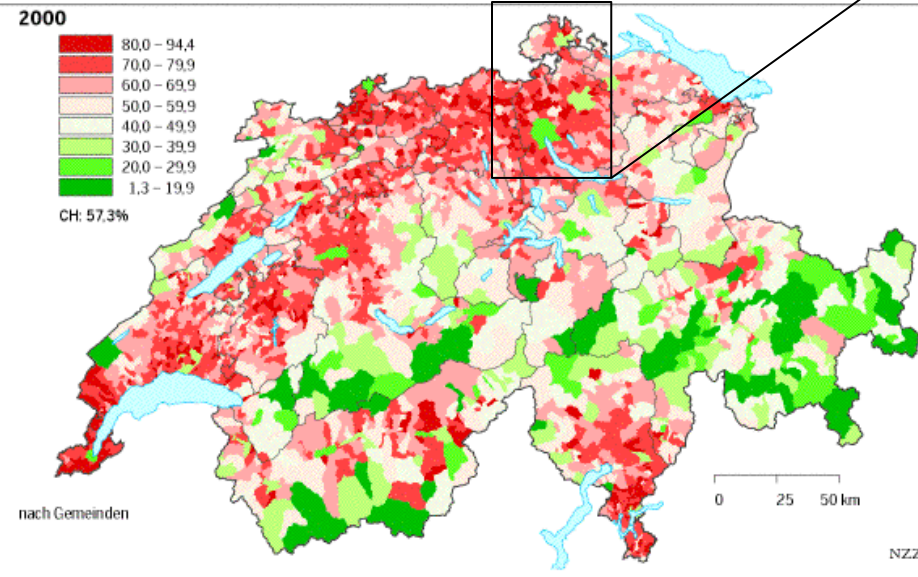 2000
80,0 – 94,4
70,0 – 79,9
60,0 – 69,9
50,0 – 59,9
40,0 – 49,9
30,0 – 39,9
20,0 – 29,9
1,3 – 19,9
CH: 57,3%
0 25 50 km
nach Gemeinden
NZZ